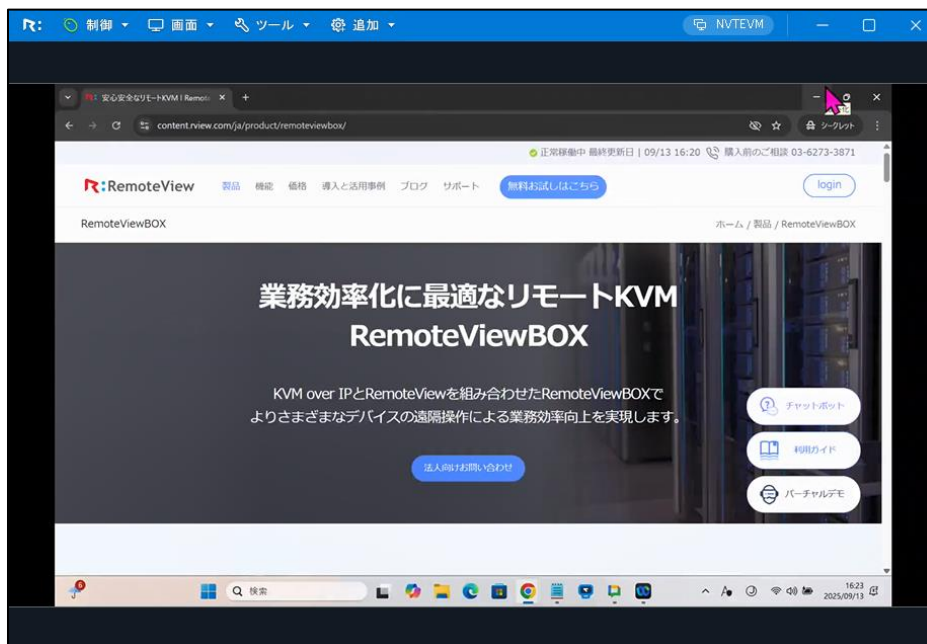 R: 制御 画面 ツール 追加 NVTEVM
R: 安心安全なリモートKVM | Remote
content.rview.com/ja/product/remoteviewbox/ シークレット
正常稼働中 最終更新日 | 09/13 16:20 購入前のご相談 03-6273-3871
R:RemoteView 製品 機能 価格 導入と活用事例 ブログ サポート 無料お試しはこちら login
RemoteViewBOX ホーム / 製品 / RemoteViewBOX
業務効率化に最適なリモートKVM
RemoteViewBOX
KVM over IPとRemoteViewを組み合わせたRemoteViewBOXで
よりさまざまなデバイスの遠隔操作による業務効率向上を実現します。
チャットボット
利用ガイド
法人向けお問い合わせ
バーチャルデモ
6 検索 16:23
2025/09/13